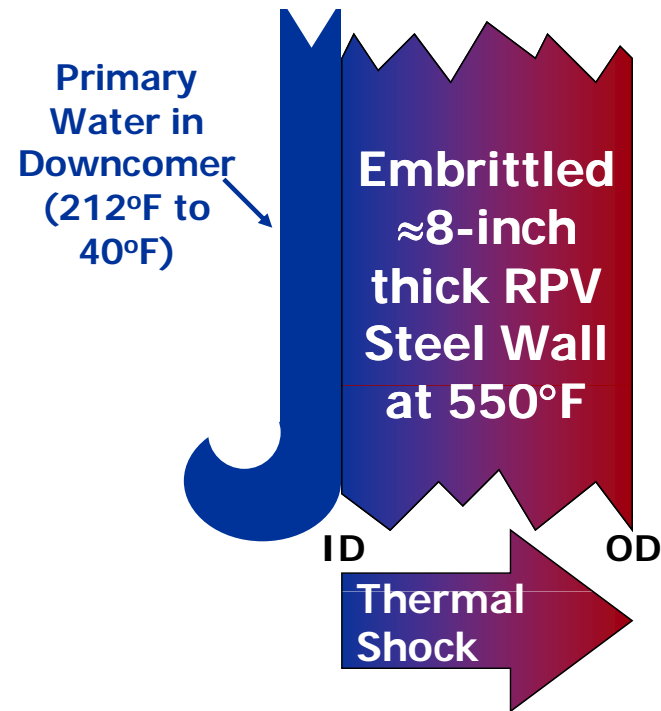 Primary
Water in
Downcomer
(212ºF to
40ºF)
Embrittled
≈8-inch
thick RPV
Steel Wall
at 550°F
ID
OD
Thermal
Shock